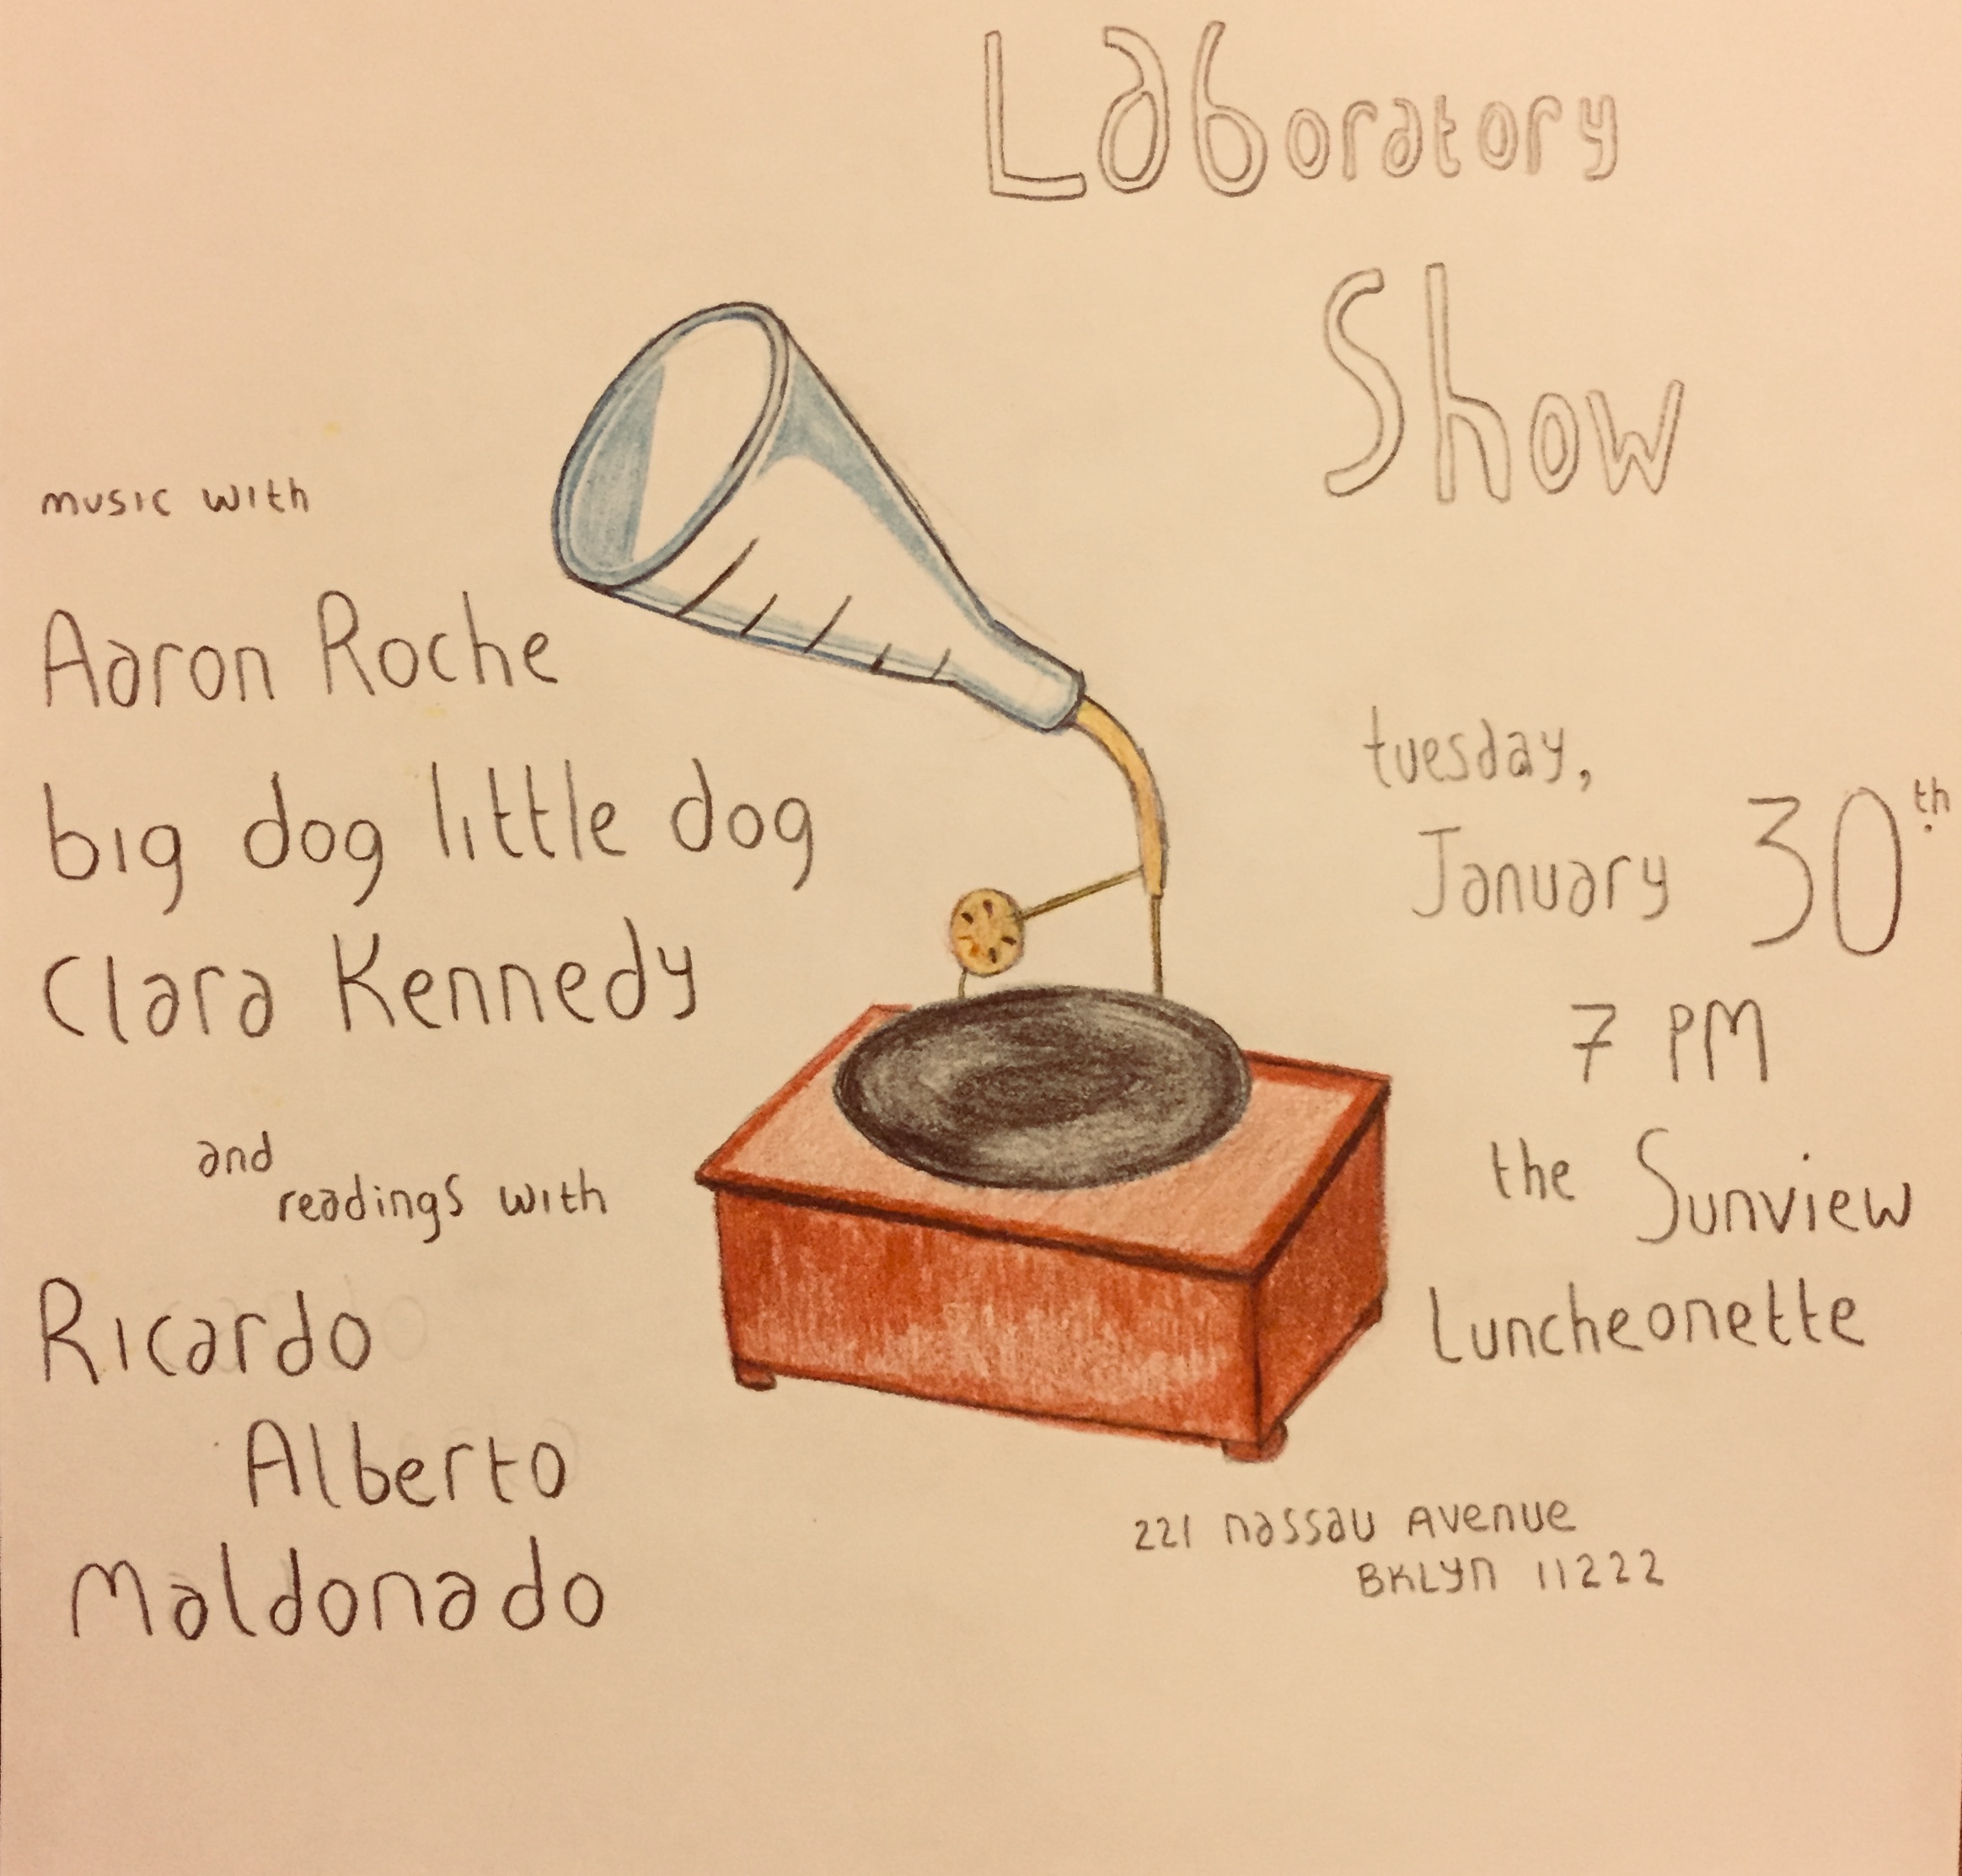 Laboratory
Show
music with
Aaron Roche
big dog little dog
Clara Kennedy
and
readings with
Ricardo
Alberto
Maldonado
tuesday,
January 30th
7 PM
the Sunview
Luncheonette
221 Nassau Avenue
BKLYN 11222